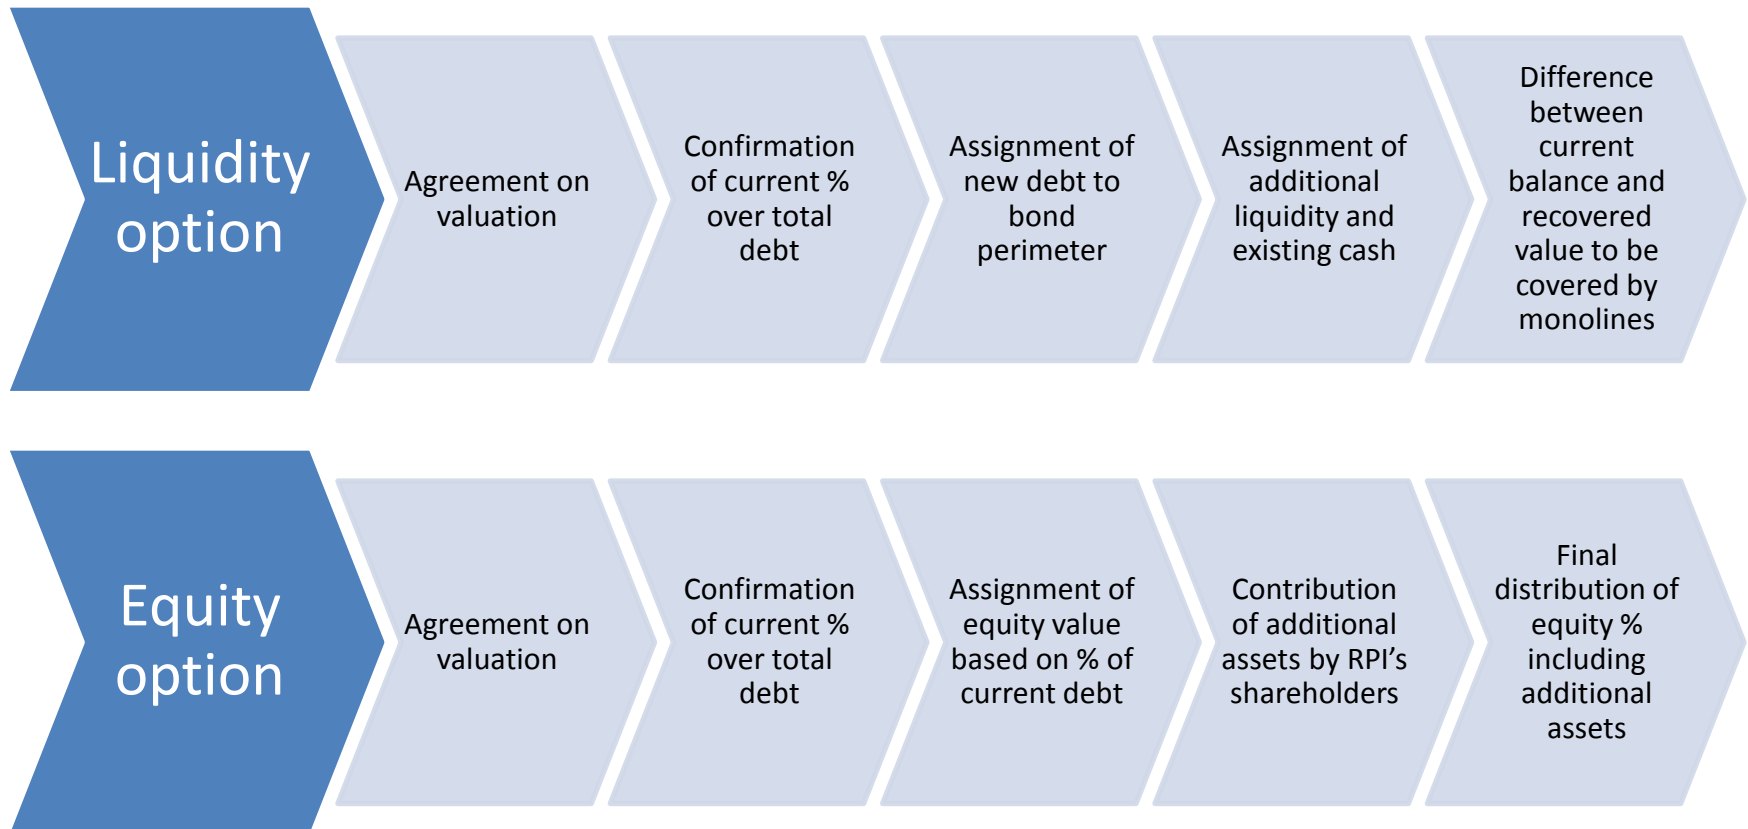 Liquidity
option
Agreement on
valuation
Confirmation
of current %
over total
debt
Assignment of
new debt to
bond
perimeter
Assignment of
additional
liquidity and
existing cash
Difference
between
current
balance and
recovered
value to be
covered by
monolines
Equity
option
Agreement on
valuation
Confirmation
of current %
over total
debt
Assignment of
equity value
based on % of
current debt
Contribution
of additional
assets by RPI’s
shareholders
Final
distribution of
equity %
including
additional
assets